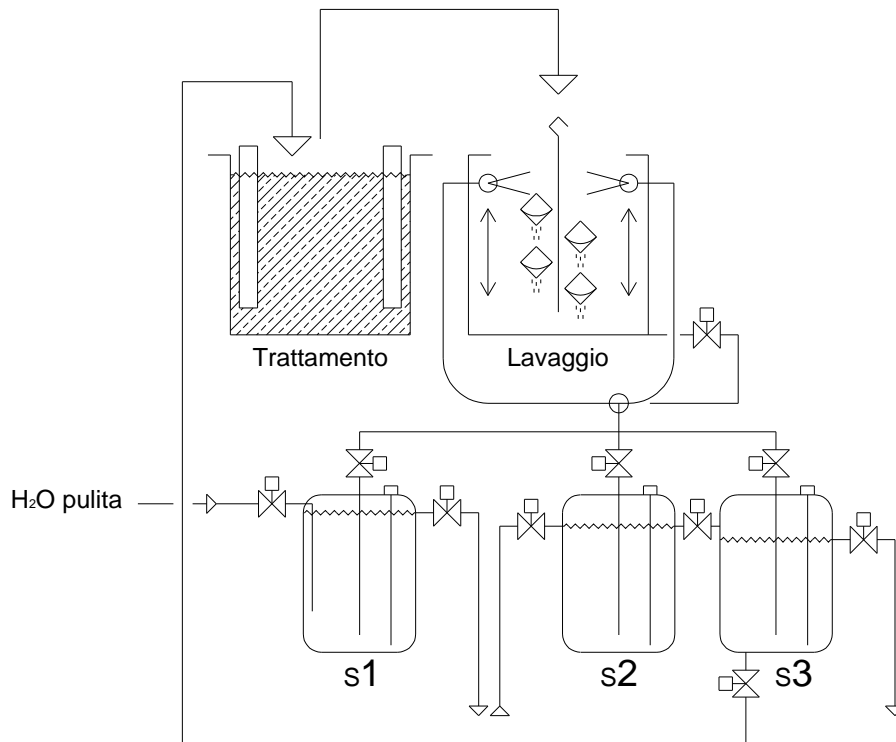 Trattamento
Lavaggio
H₂O pulita
S1
S2
S3